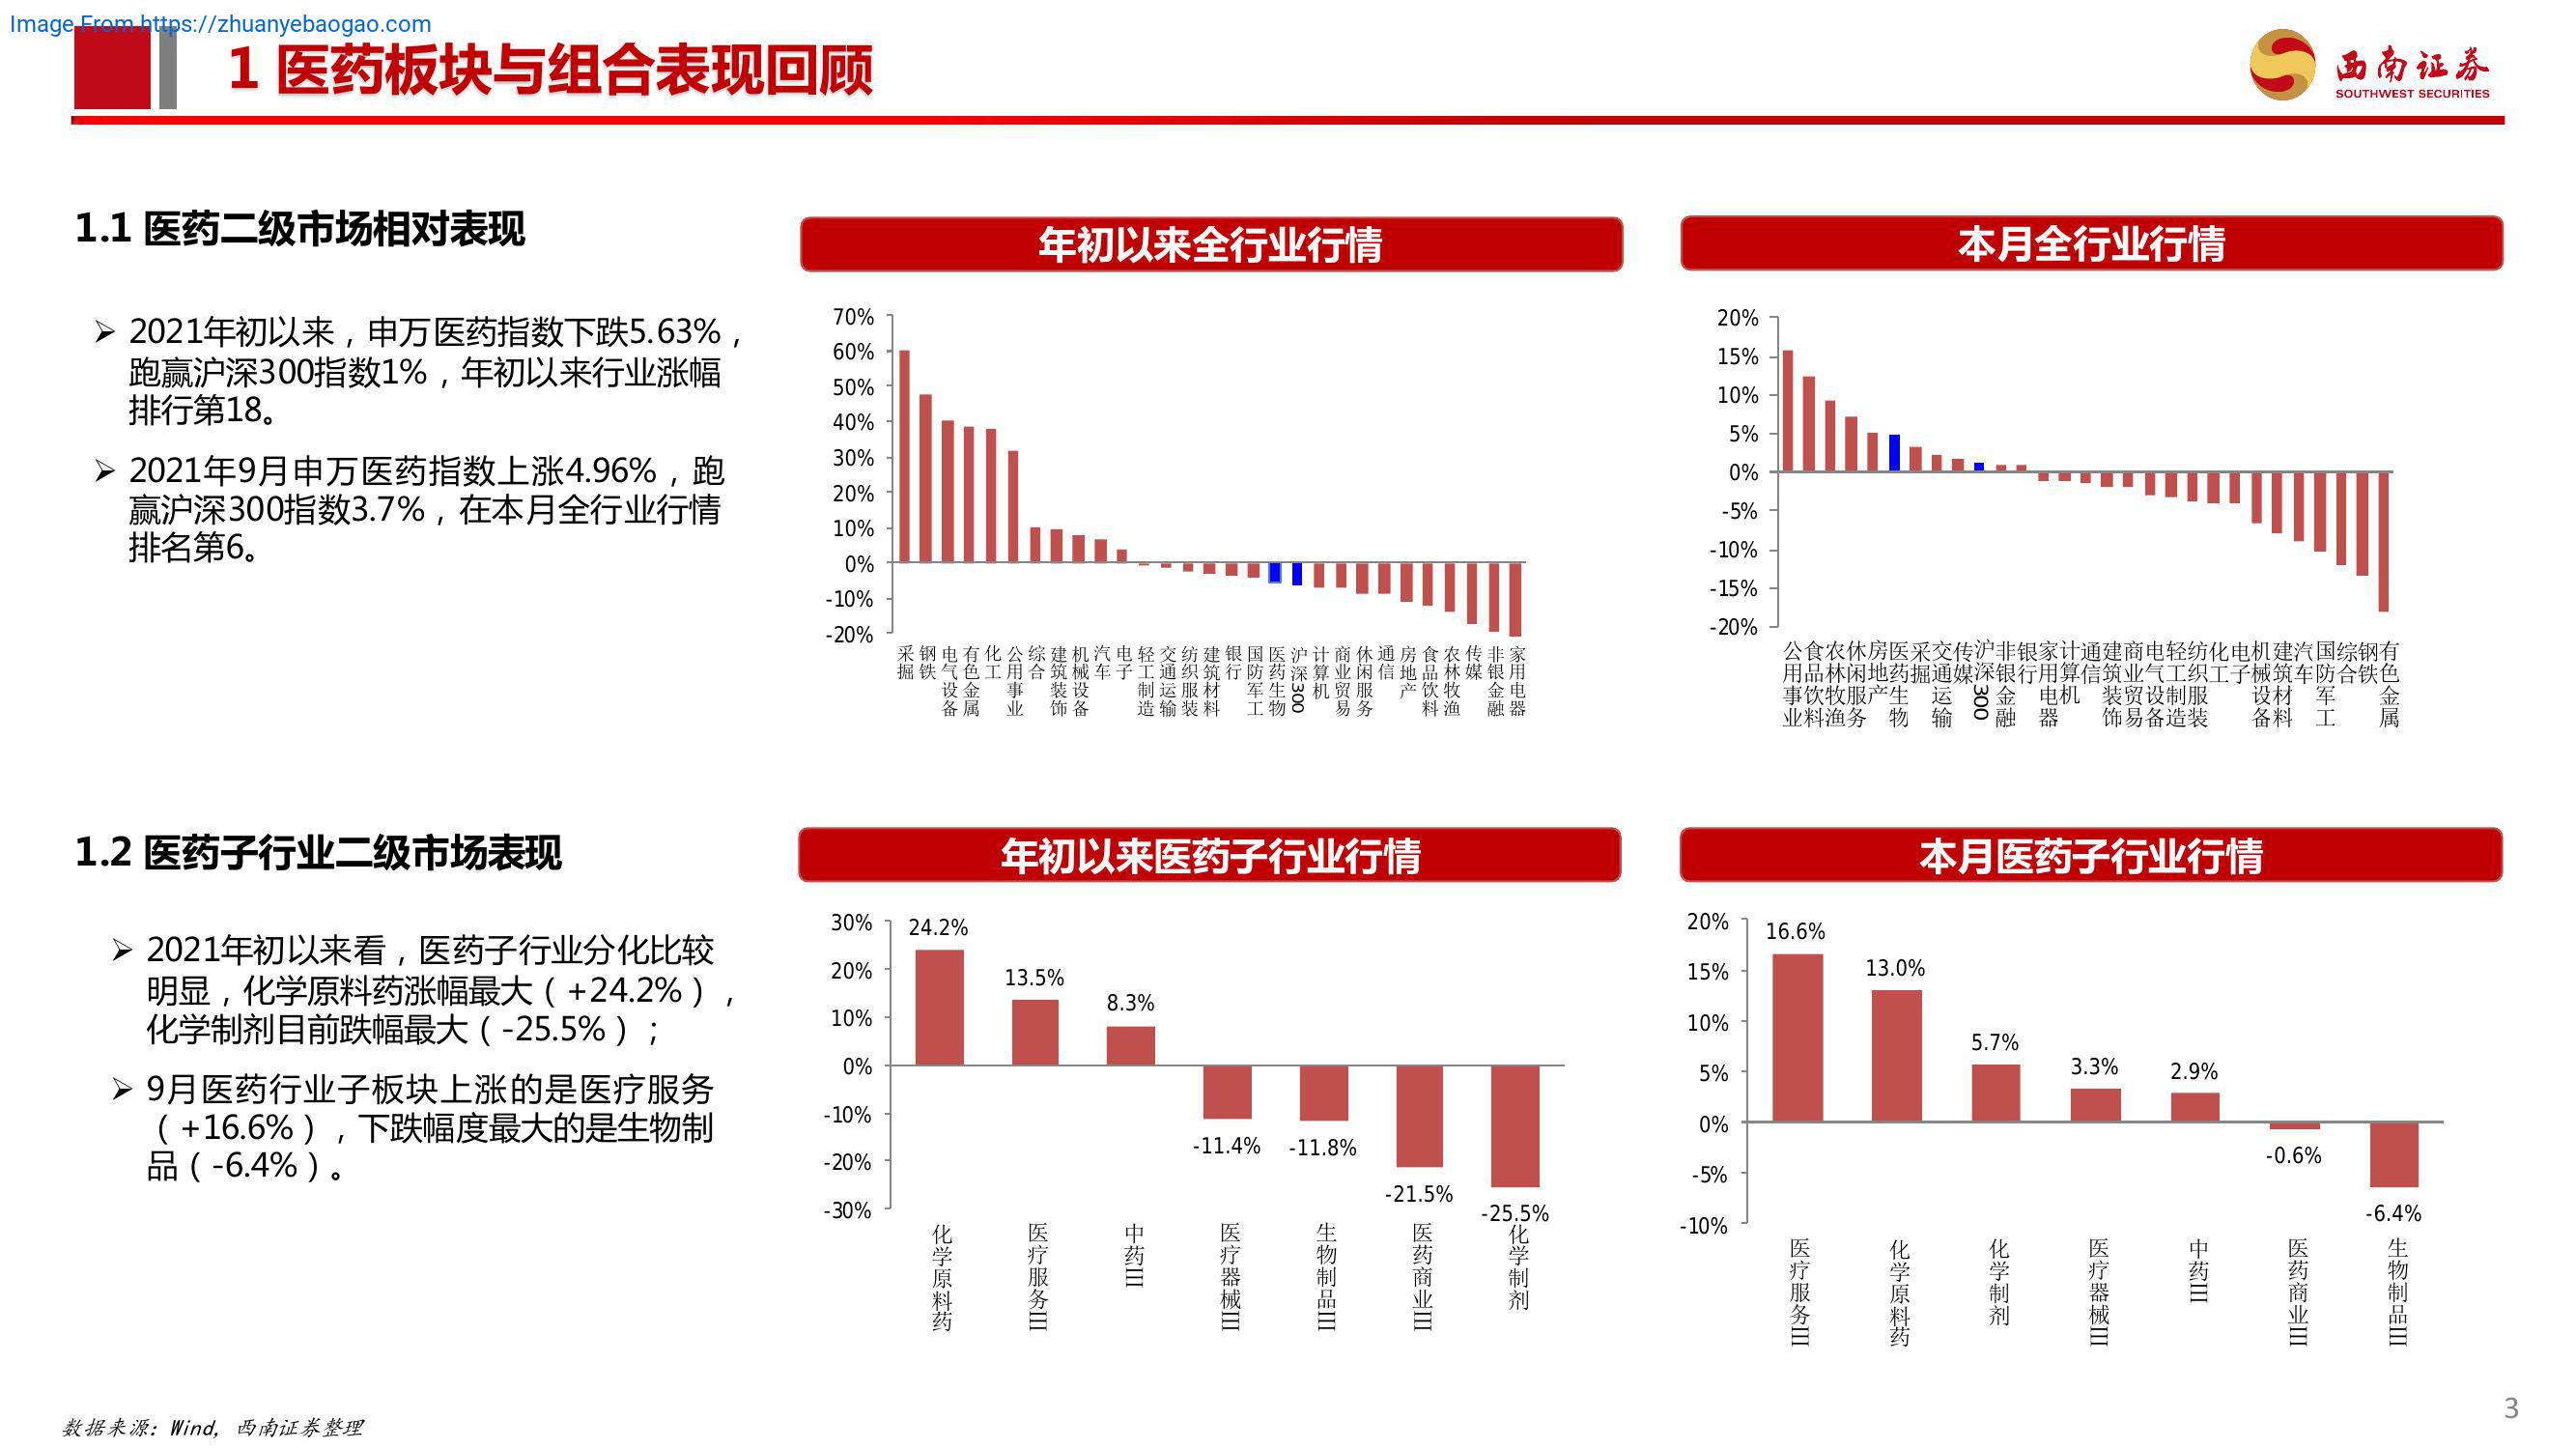 Image From https://zhuanyebaogao.com
1 医药板块与组合表现回顾
西南证券
SOUTHWEST SECURITIES
1.1 医药二级市场相对表现
➢ 2021年初以来，申万医药指数下跌5.63%，
跑赢沪深300指数1%，年初以来行业涨幅
排行第18。
➢ 2021年9月申万医药指数上涨4.96%，跑
赢沪深300指数3.7%，在本月全行业行情
排名第6。
年初以来全行业行情
70%
60%
50%
40%
30%
20%
10%
0%
-10%
-20%
采掘
钢铁
电气设备
有色金属
化工
公用事业
综合
建筑装饰
机械设备
汽车
电子
轻工制造
交通运输
纺织服装
建筑材料
银行
国防军工
医药生物
沪深300
计算机
商业贸易
休闲服务
通信
房地产
食品饮料
农林牧渔
传媒
非银金融
家用电器
本月全行业行情
20%
15%
10%
5%
0%
-5%
-10%
-15%
-20%
公用事业
食品饮料
农林牧渔
休闲服务
房地产
医药生物
采掘
交通运输
传媒
沪深300
非银金融
银行
家用电器
计算机
通信
建筑装饰
商业贸易
电气设备
轻工制造
纺织服装
化工
电子
机械设备
建筑材料
汽车
国防军工
综合
钢铁
有色金属
1.2 医药子行业二级市场表现
➢ 2021年初以来看，医药子行业分化比较
明显，化学原料药涨幅最大（+24.2%），
化学制剂目前跌幅最大（-25.5%）；
➢ 9月医药行业子板块上涨的是医疗服务
（+16.6%），下跌幅度最大的是生物制
品（-6.4%）。
年初以来医药子行业行情
30%
20%
10%
0%
-10%
-20%
-30%
24.2%
13.5%
8.3%
-11.4%
-11.8%
-21.5%
-25.5%
化学原料药
医疗服务III
中药III
医疗器械III
生物制品III
医药商业III
化学制剂
本月医药子行业行情
20%
15%
10%
5%
0%
-5%
-10%
16.6%
13.0%
5.7%
3.3%
2.9%
-0.6%
-6.4%
医疗服务III
化学原料药
化学制剂
医疗器械III
中药III
医药商业III
生物制品III
数据来源：Wind, 西南证券整理
3